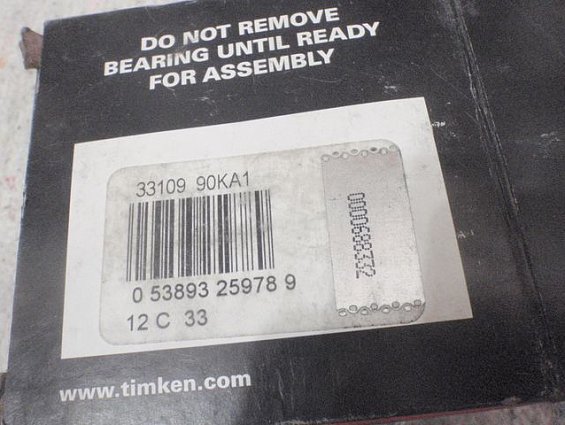 DO NOT REMOVE
BEARING UNTIL READY
FOR ASSEMBLY
33109 90KA1
0 53893 25978 9
12 C 33
0000068332
www.timken.com